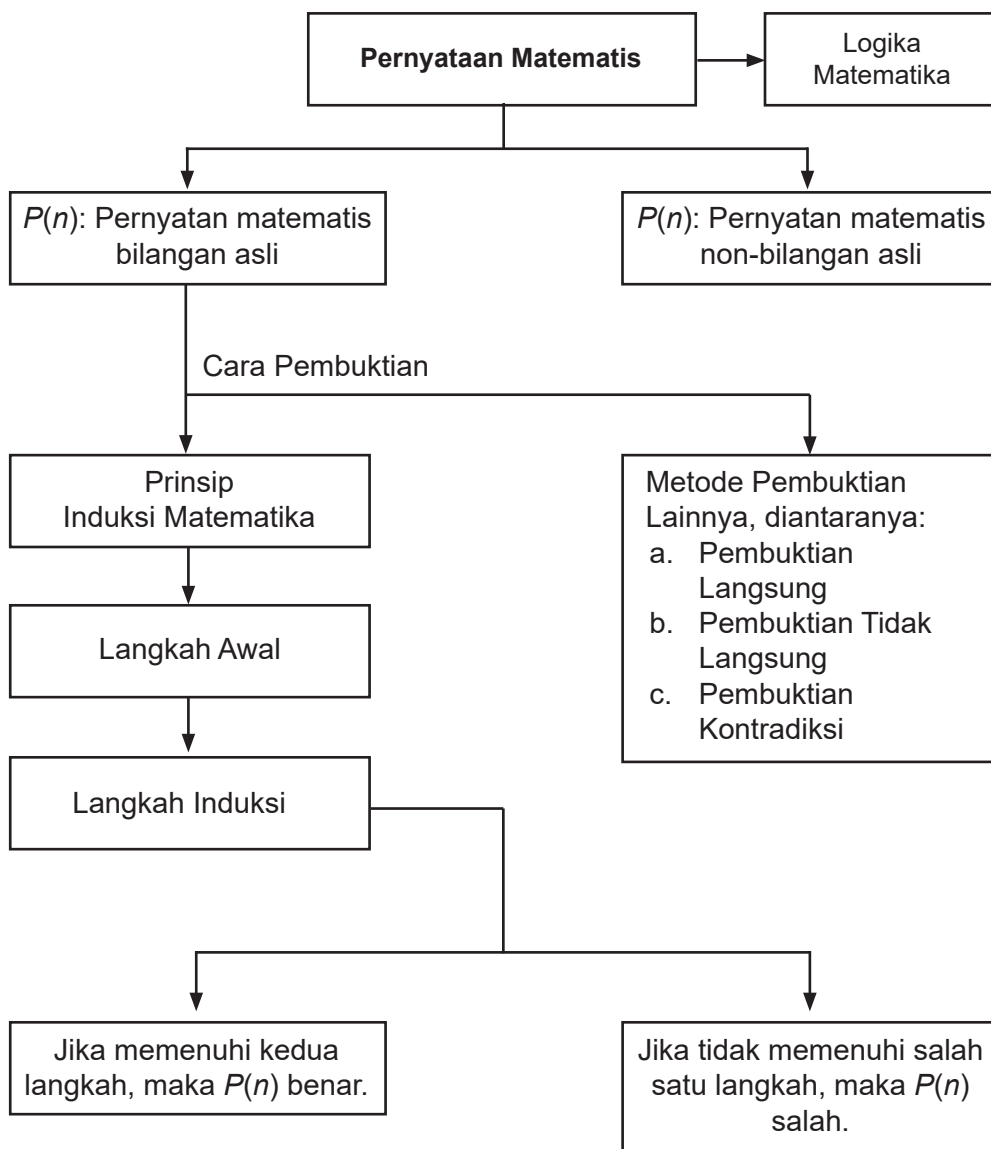 Pernyataan Matematis
Logika
Matematika
P(n): Pernyatan matematis
bilangan asli
P(n): Pernyatan matematis
non-bilangan asli
Cara Pembuktian
Prinsip
Induksi Matematika
Metode Pembuktian
Lainnya, diantaranya:
a. Pembuktian
Langsung
b. Pembuktian Tidak
Langsung
c. Pembuktian
Kontradiksi
Langkah Awal
Langkah Induksi
Jika memenuhi kedua
langkah, maka P(n) benar.
Jika tidak memenuhi salah
satu langkah, maka P(n)
salah.